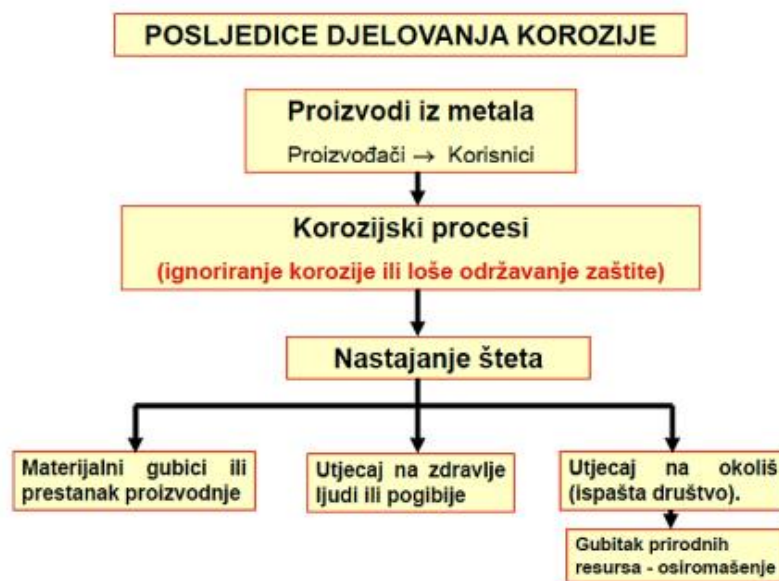 POSLJEDICE DJELOVANJA KOROZIJE
Proizvodi iz metala
Proizvođači → Korisnici
Korozijski procesi
(ignoriranje korozije ili loše održavanje zaštite)
Nastajanje šteta
Materijalni gubici ili
prestanak proizvodnje
Utjecaj na zdravlje
ljudi ili pogibije
Utjecaj na okoliš
(ispašta društvo).
Gubitak prirodnih
resursa - osiromašenje